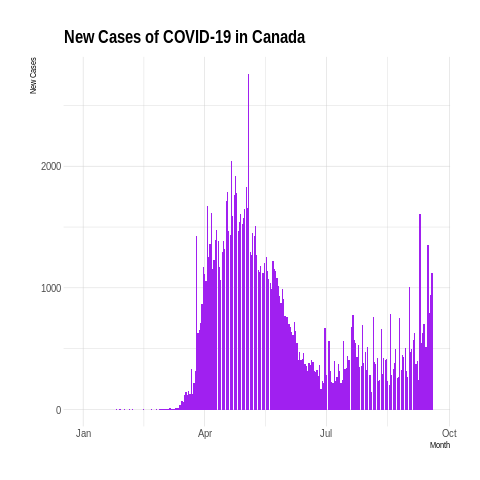 New Cases of COVID-19 in Canada
New Cases
2000
1000
0
Jan Apr Jul Oct
Month